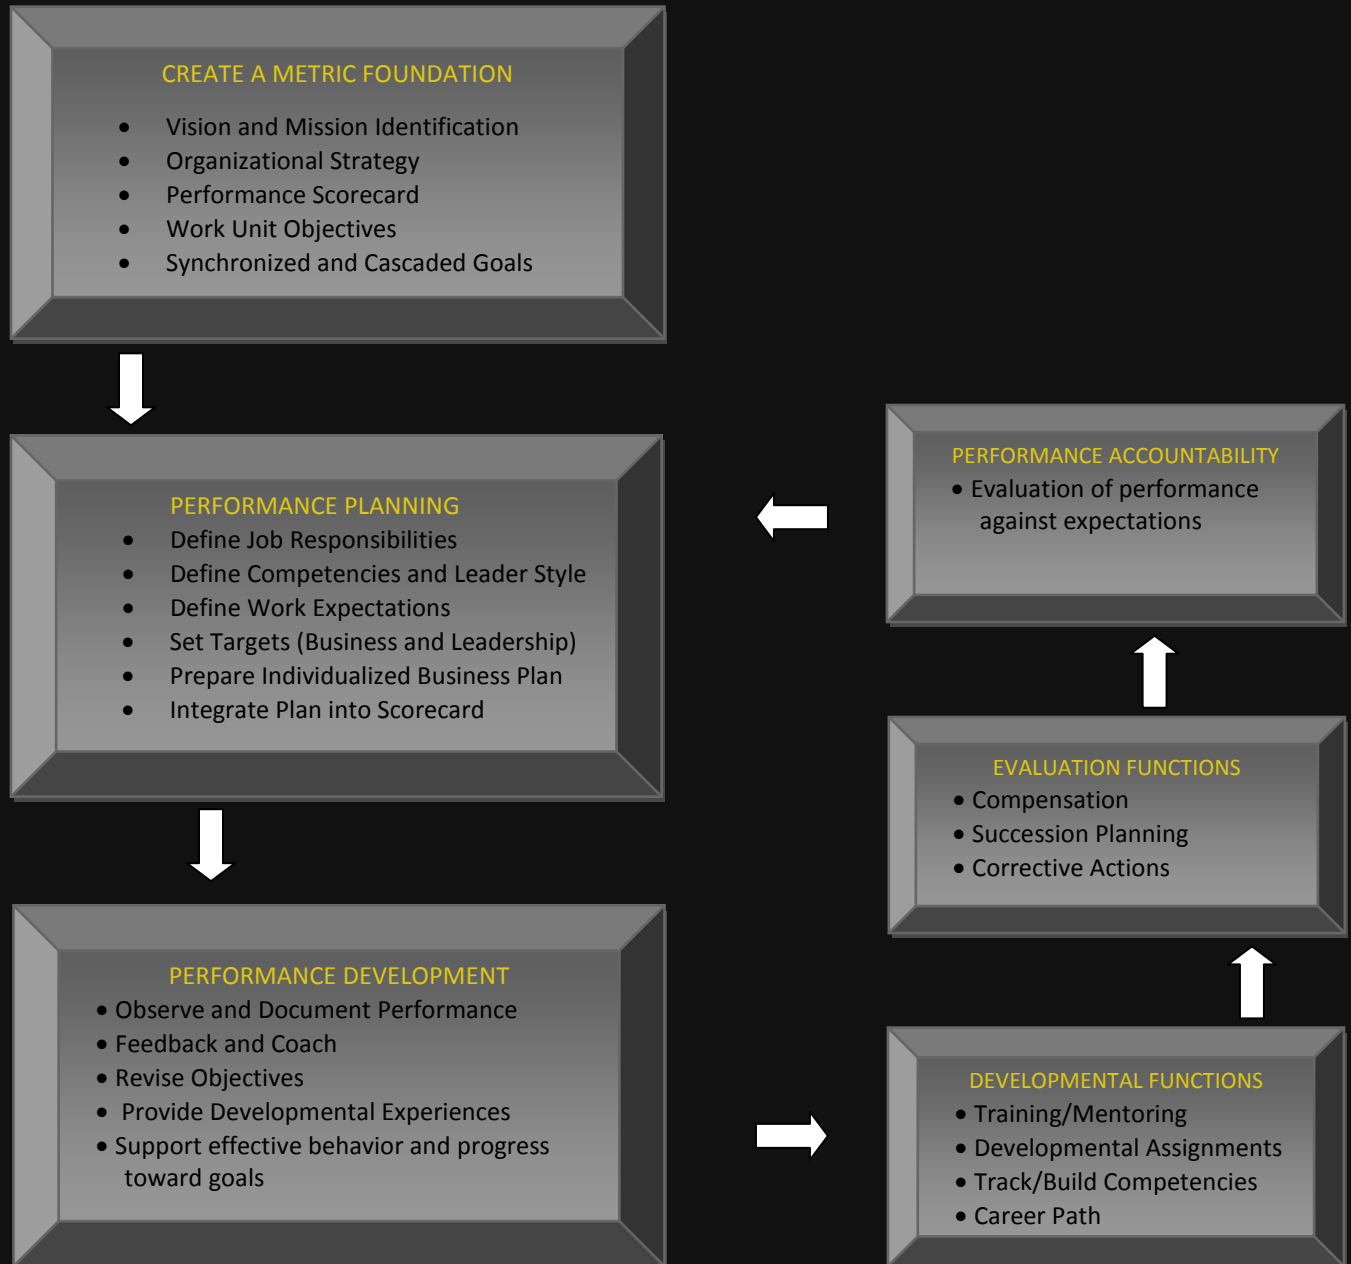 CREATE A METRIC FOUNDATION
• Vision and Mission Identification
• Organizational Strategy
• Performance Scorecard
• Work Unit Objectives
• Synchronized and Cascaded Goals
PERFORMANCE PLANNING
• Define Job Responsibilities
• Define Competencies and Leader Style
• Define Work Expectations
• Set Targets (Business and Leadership)
• Prepare Individualized Business Plan
• Integrate Plan into Scorecard
PERFORMANCE DEVELOPMENT
• Observe and Document Performance
• Feedback and Coach
• Revise Objectives
• Provide Developmental Experiences
• Support effective behavior and progress
toward goals
DEVELOPMENTAL FUNCTIONS
• Training/Mentoring
• Developmental Assignments
• Track/Build Competencies
• Career Path
EVALUATION FUNCTIONS
• Compensation
• Succession Planning
• Corrective Actions
PERFORMANCE ACCOUNTABILITY
• Evaluation of performance
against expectations